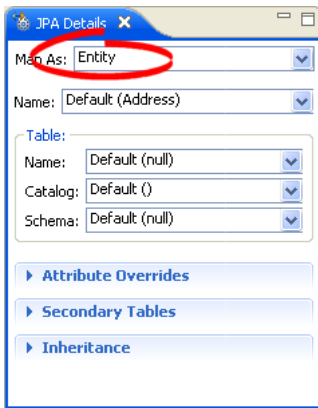 JPA Details
Map As: Entity
Name: Default (Address)
Table:
Name: Default (null)
Catalog: Default ()
Schema: Default (null)
Attribute Overrides
Secondary Tables
Inheritance